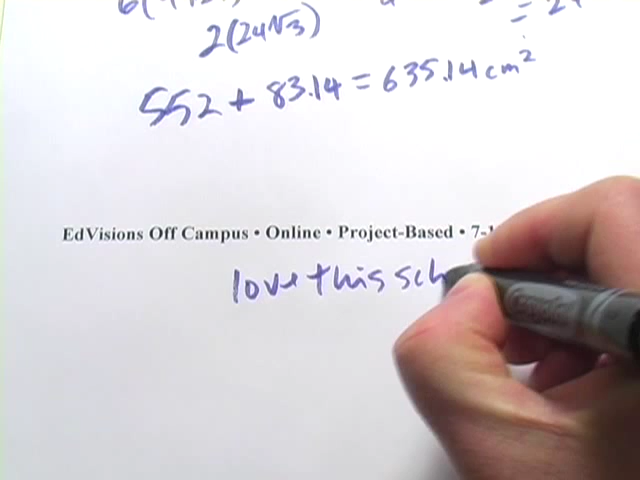 2(24√3)
552 + 83.14 = 635.14 cm²
EdVisions Off Campus • Online • Project-Based •
love this sch